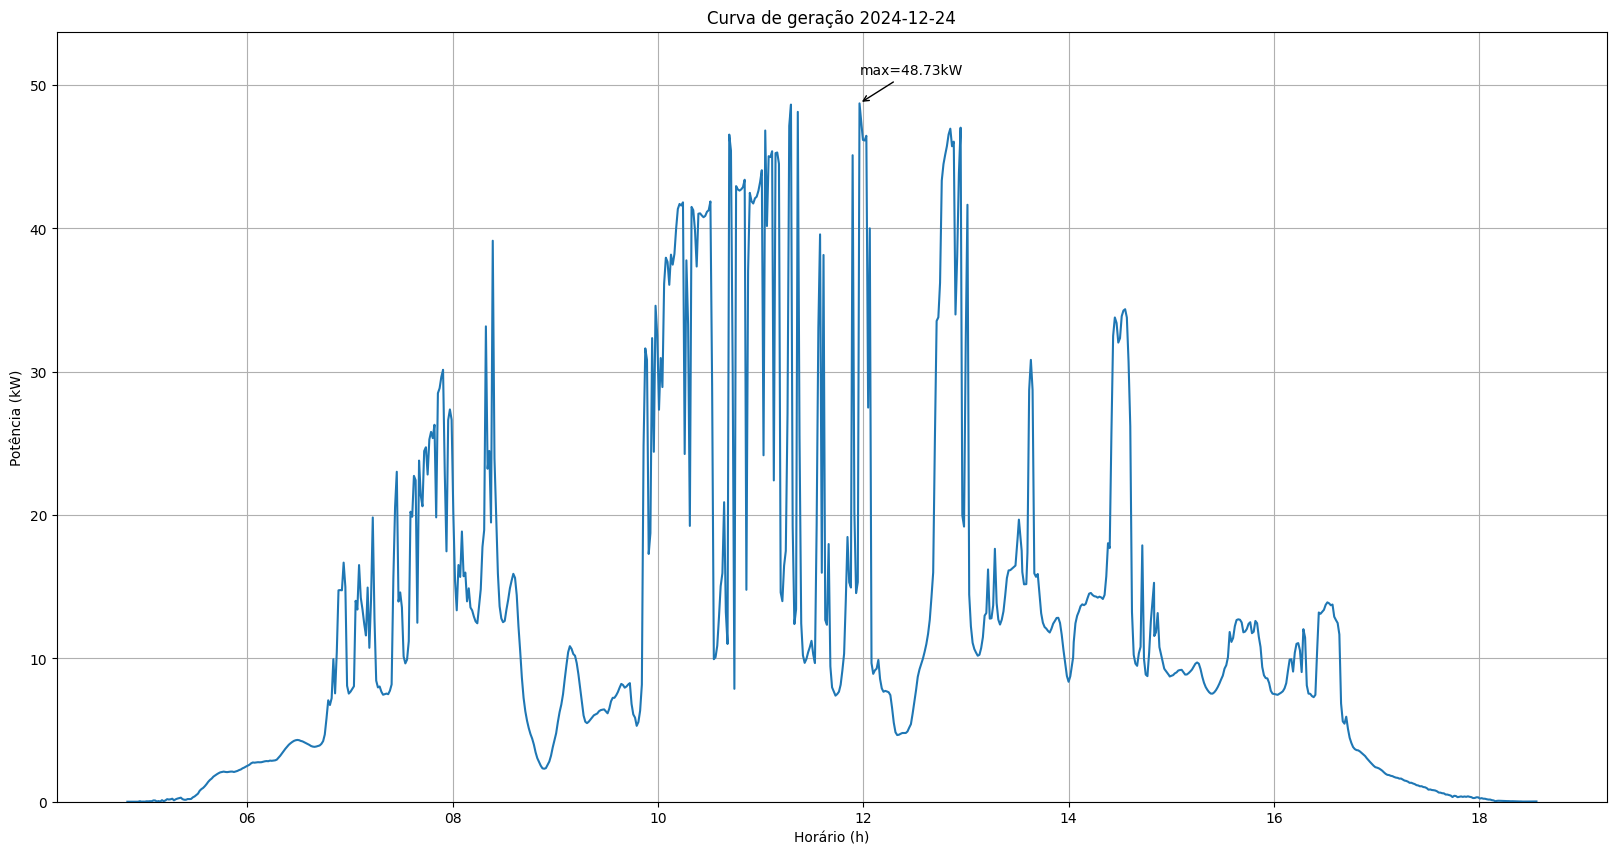 Curva de geração 2024-12-24
max=48.73kW
50
40
30
20
10
0
Potência (kW)
06 08 10 12 14 16 18
Horário (h)